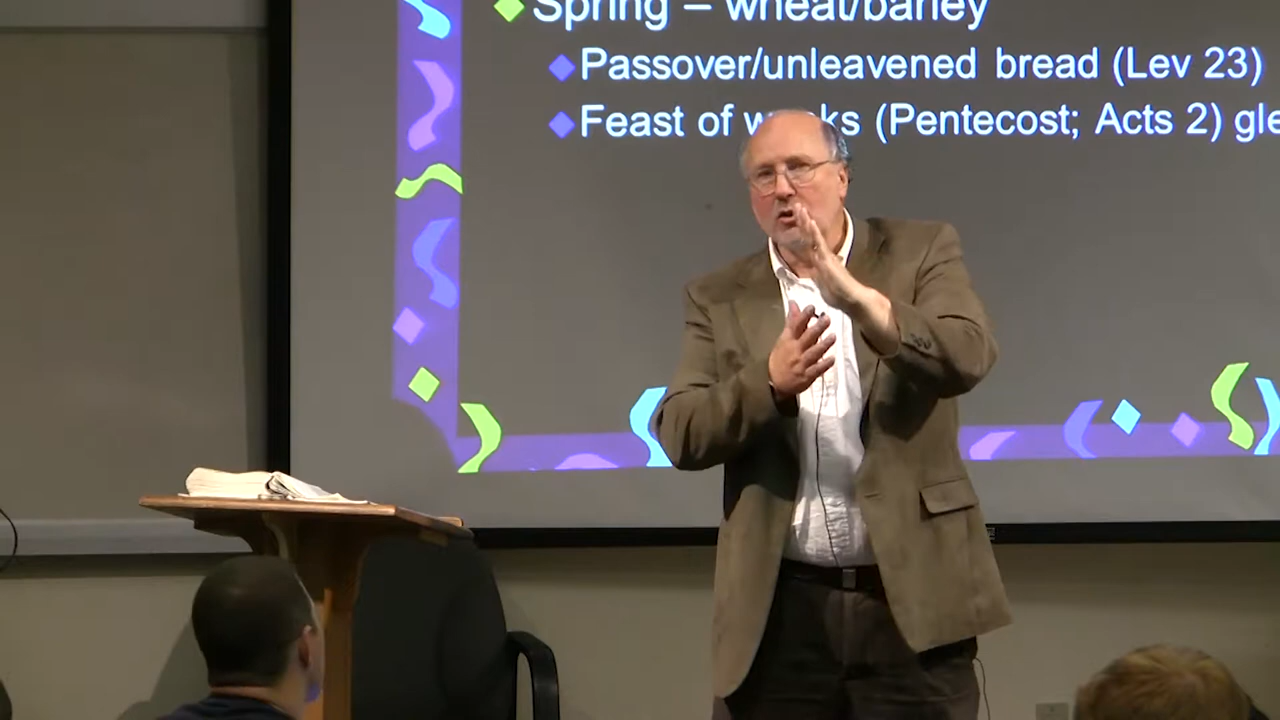 Spring – wheat/barley
Passover/unleavened bread (Lev 23)
Feast of (Pentecost; Acts 2)